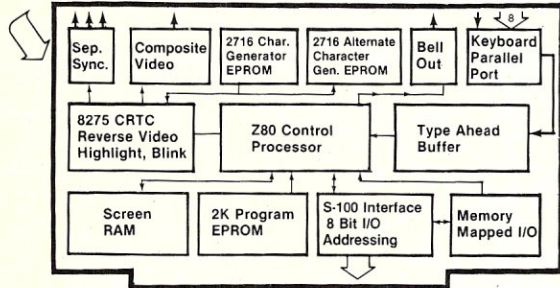 8
Sep.
Sync.
Composite
Video
2716 Char.
Generator
EPROM
2716 Alternate
Character
Gen. EPROM
Bell
Out
Keyboard
Parallel
Port
8275 CRTC
Reverse Video
Highlight, Blink
Z80 Control
Processor
Type Ahead
Buffer
Screen
RAM
2K Program
EPROM
S-100 Interface
8 Bit I/O
Addressing
Memory
Mapped I/O